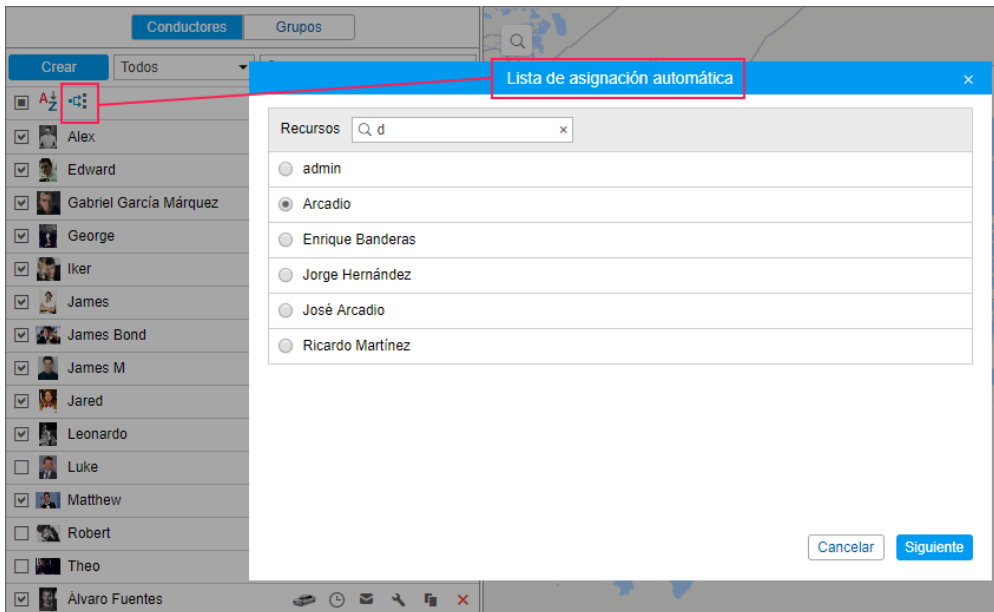 Conductores Grupos
Crear Todos
Lista de asignación automática
Recursos d
admin
Arcadio
Enrique Banderas
Jorge Hernández
José Arcadio
Ricardo Martínez
Cancelar Siguiente
AZ
Alex
Edward
Gabriel García Márquez
George
Iker
James
James Bond
James M
Jared
Leonardo
Luke
Matthew
Robert
Theo
Álvaro Fuentes